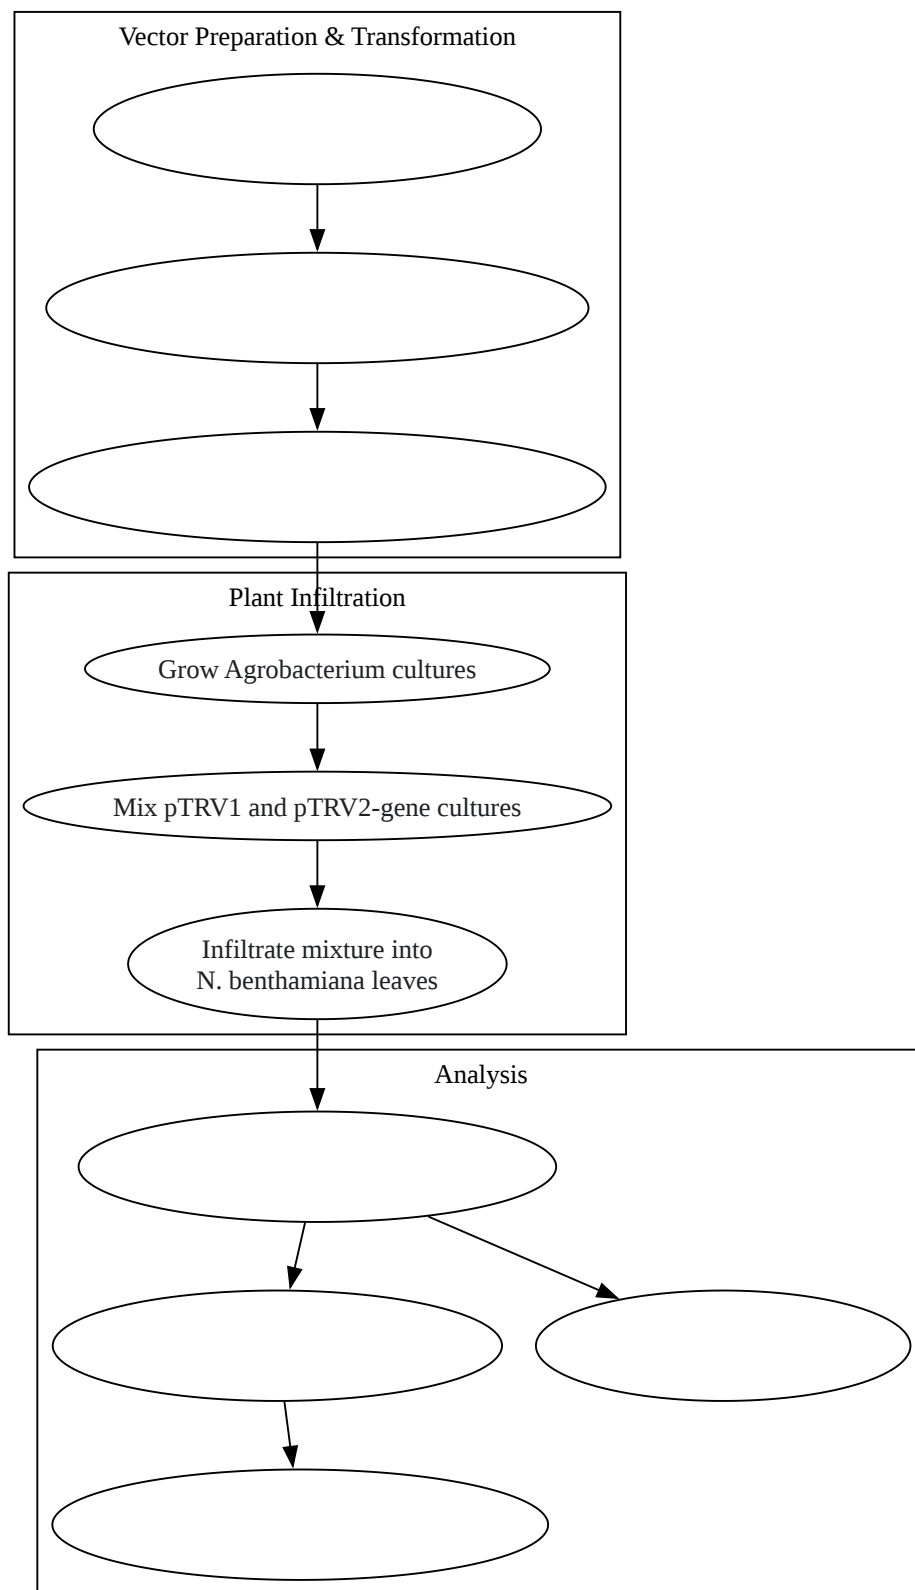 Vector Preparation & Transformation
Plant Infiltration
Grow Agrobacterium cultures
Mix pTRV1 and pTRV2-gene cultures
Infiltrate mixture into
N. benthamiana leaves
Analysis